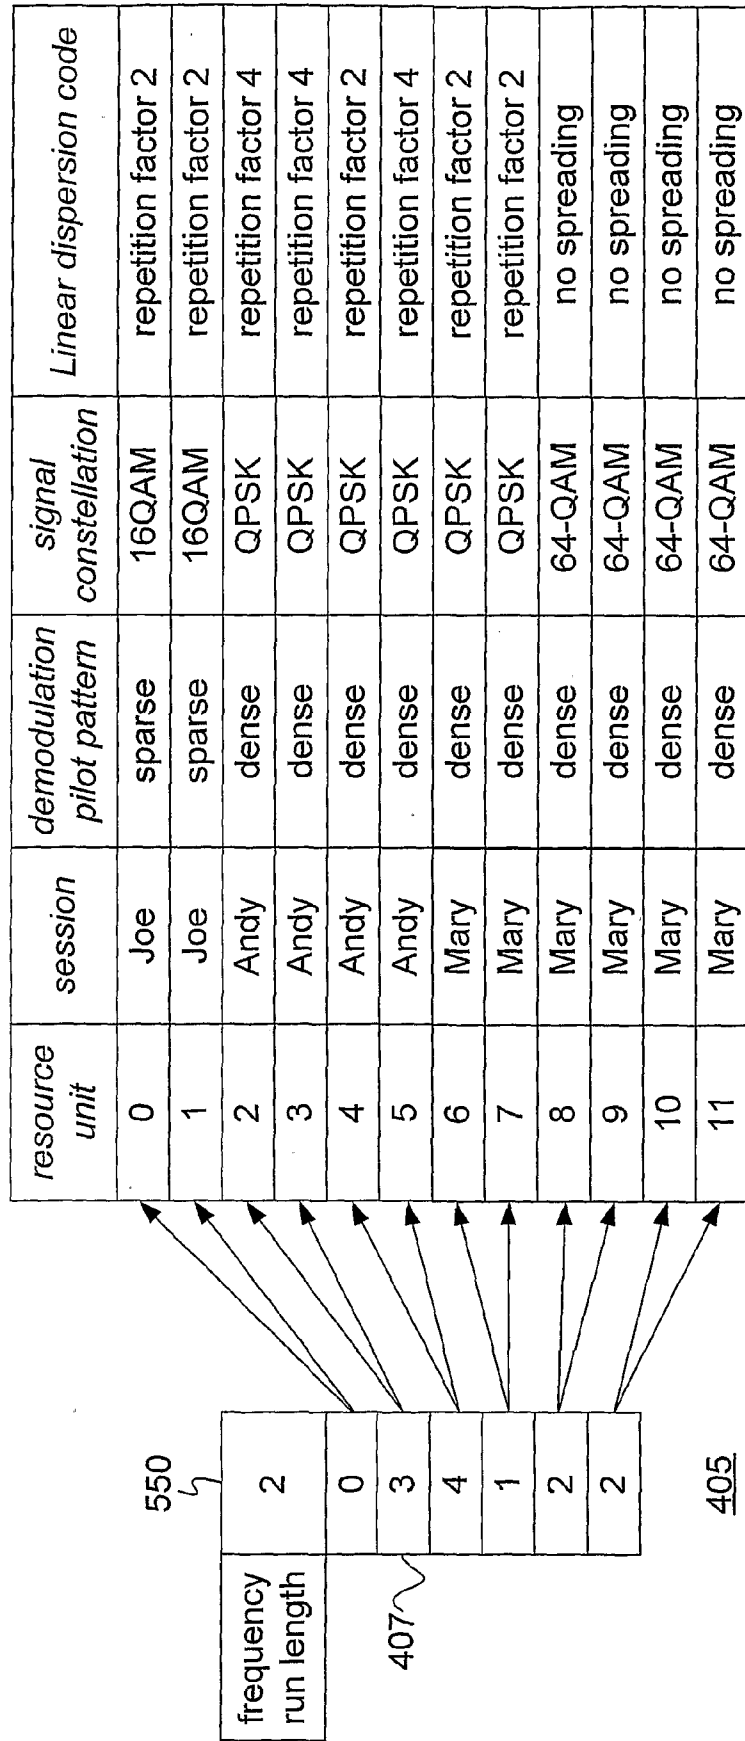 550
frequency run length 2
0
3
4
1
2
2
407
405
resource unit session demodulation pilot pattern signal constellation Linear dispersion code
0 Joe sparse 16QAM repetition factor 2
1 Joe sparse 16QAM repetition factor 2
2 Andy dense QPSK repetition factor 4
3 Andy dense QPSK repetition factor 4
4 Andy dense QPSK repetition factor 2
5 Andy dense QPSK repetition factor 4
6 Mary dense QPSK repetition factor 2
7 Mary dense QPSK repetition factor 2
8 Mary dense 64-QAM no spreading
9 Mary dense 64-QAM no spreading
10 Mary dense 64-QAM no spreading
11 Mary dense 64-QAM no spreading